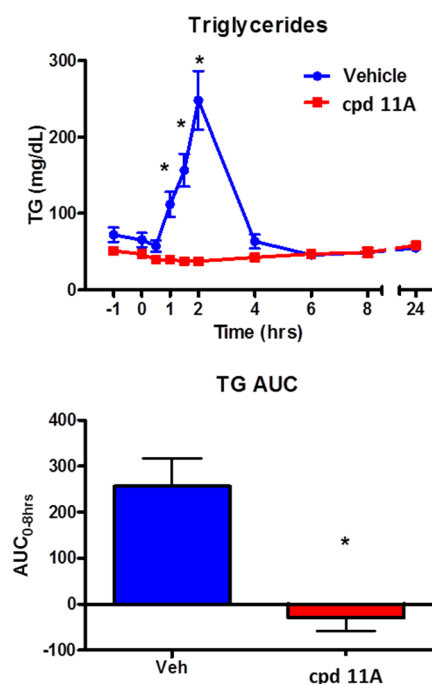 Triglycerides
300
200
100
0
TG (mg/dL)
Vehicle
cpd 11A
*
*
*
-1 0 1 2 4 6 8 24
Time (hrs)
TG AUC
400
300
200
100
0
-100
AUC0-8hrs
*
Veh
cpd 11A